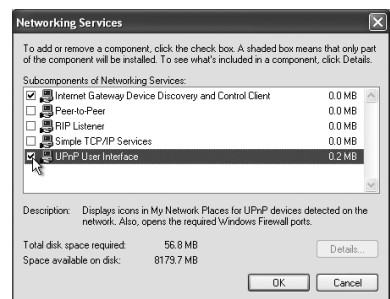 Networking Services
To add or remove a component, click the check box. A shaded box means that only part
of the component will be installed. To see what's included in a component, click Details.
Subcomponents of Networking Services:
Internet Gateway Device Discovery and Control Client 0.0 MB
Peer-to-Peer 0.0 MB
RIP Listener 0.0 MB
Simple TCP/IP Services 0.0 MB
UPnP User Interface 0.2 MB
Description: Displays icons in My Network Places for UPnP devices detected on the
network. Also, opens the required Windows Firewall ports.
Total disk space required: 56.8 MB
Details...
Space available on disk: 8179.7 MB
OK Cancel